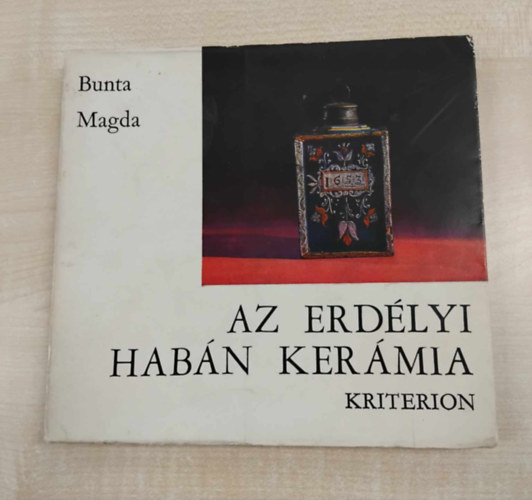 Bunta
Magda
1653
AZ ERDÉLYI
HABÁN KERÁMIA
KRITERION